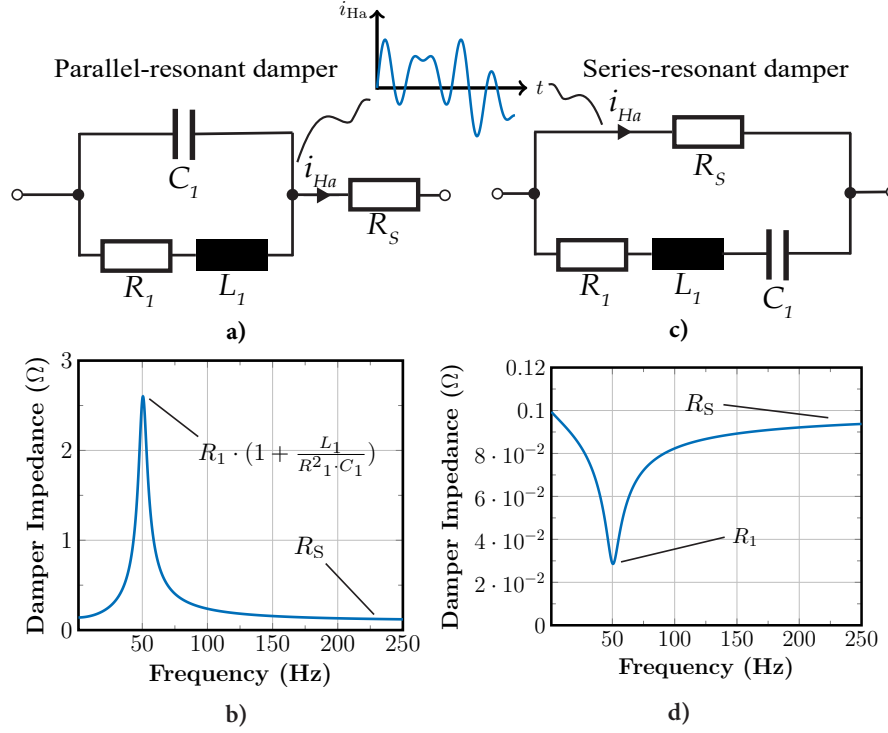 i_Ha
t
Parallel-resonant damper
Series-resonant damper
C_1
i_Ha
R_S
R_1
L_1
a)
i_Ha
R_S
R_1
L_1
C_1
c)
Damper Impedance (Ω)
3
2
1
0
R_1 · (1 + L_1 / R²_1·C_1)
R_S
50
100
150
200
250
Frequency (Hz)
b)
Damper Impedance (Ω)
0.12
0.1
8 · 10⁻²
6 · 10⁻²
4 · 10⁻²
2 · 10⁻²
0
R_S
R_1
0
50
100
150
200
250
Frequency (Hz)
d)